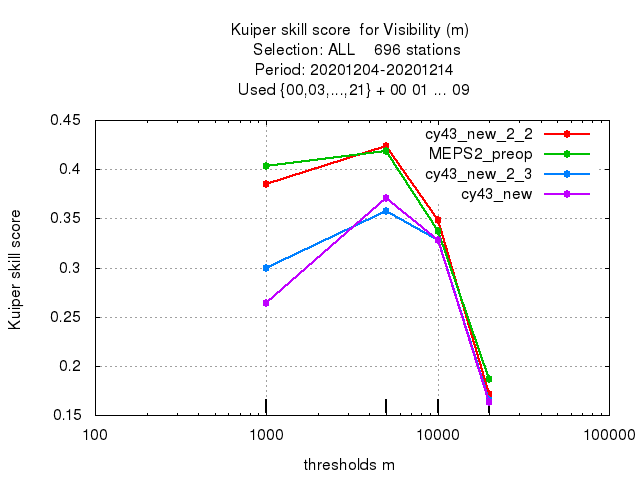 Kuiper skill score  for Visibility (m)
Selection: ALL    696 stations
Period: 20201204-20201214
Used {00,03,...,21} + 00 01 ... 09
cy43_new_2_2
MEPS2_preop
cy43_new_2_3
cy43_new
0.45
0.4
0.35
0.3
0.25
0.2
0.15
Kuiper skill score
100
1000
10000
100000
thresholds m